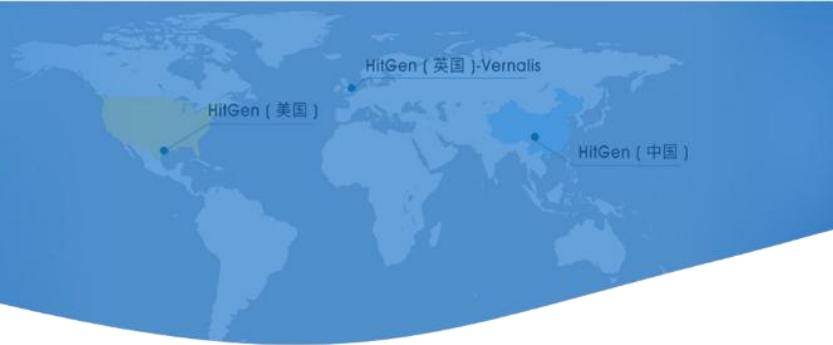 HitGen ( 英国 )-Vernalis
HitGen ( 美国 )
HitGen ( 中国 )